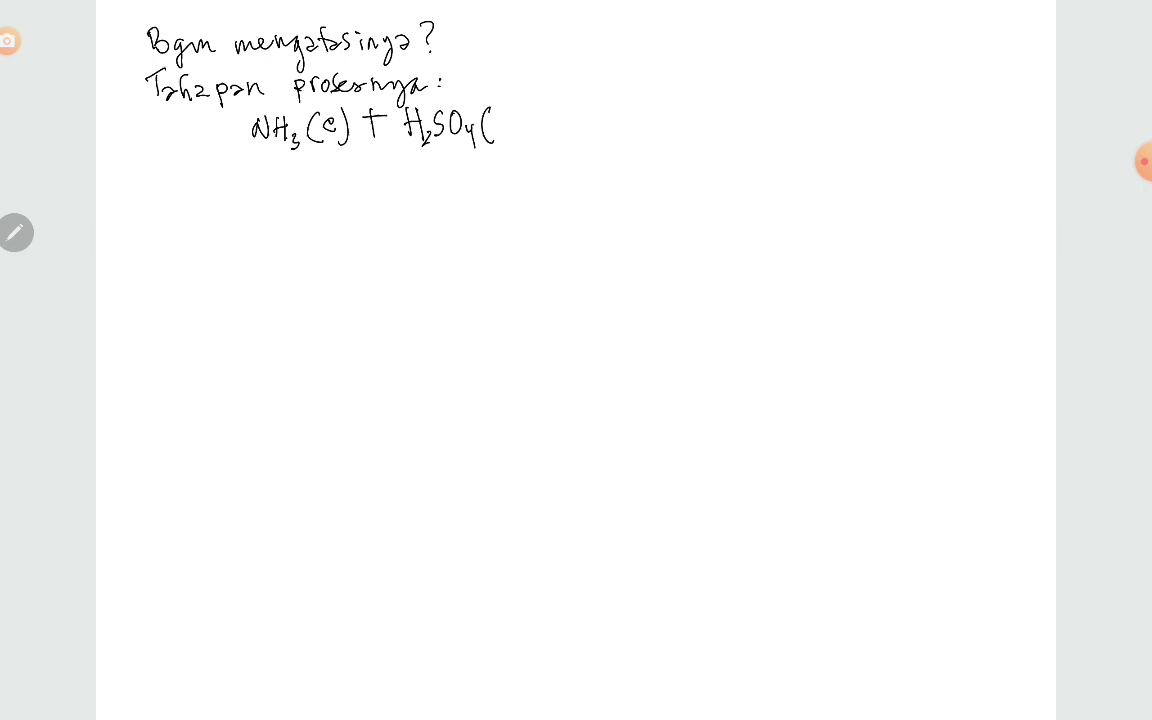 Bgm mengatasinya?
Tahapan prosesnya:
NH₃(e) + H₂SO₄(